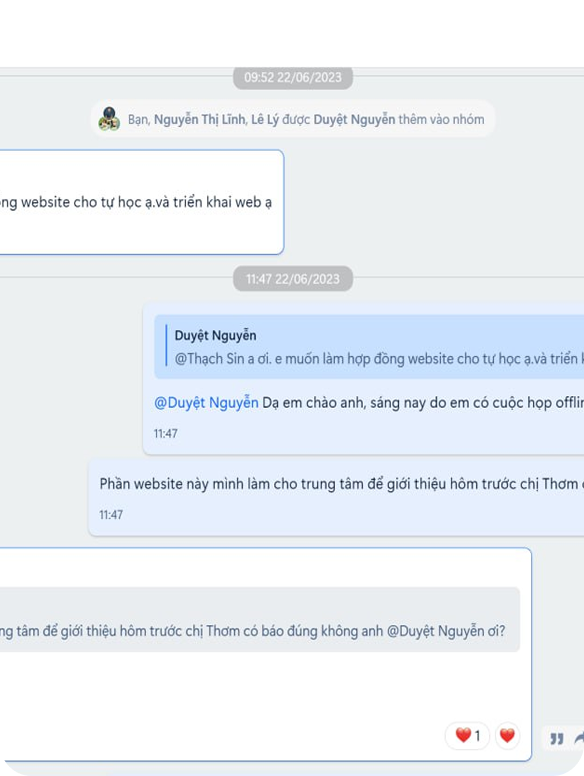 09:52 22/06/2023
Bạn, Nguyễn Thị Lĩnh, Lê Lý được Duyệt Nguyễn thêm vào nhóm
ng website cho tự học ạ.và triển khai web ạ
11:47 22/06/2023
Duyệt Nguyễn
@Thạch Sin a ơi. e muốn làm hợp đồng website cho tự học ạ.và triển
@Duyệt Nguyễn Dạ em chào anh, sáng nay do em có cuộc họp offlin
11:47
Phần website này mình làm cho trung tâm để giới thiệu hôm trước chị Thơm
11:47
ng tâm để giới thiệu hôm trước chị Thơm có báo đúng không anh @Duyệt Nguyễn ơi?
1